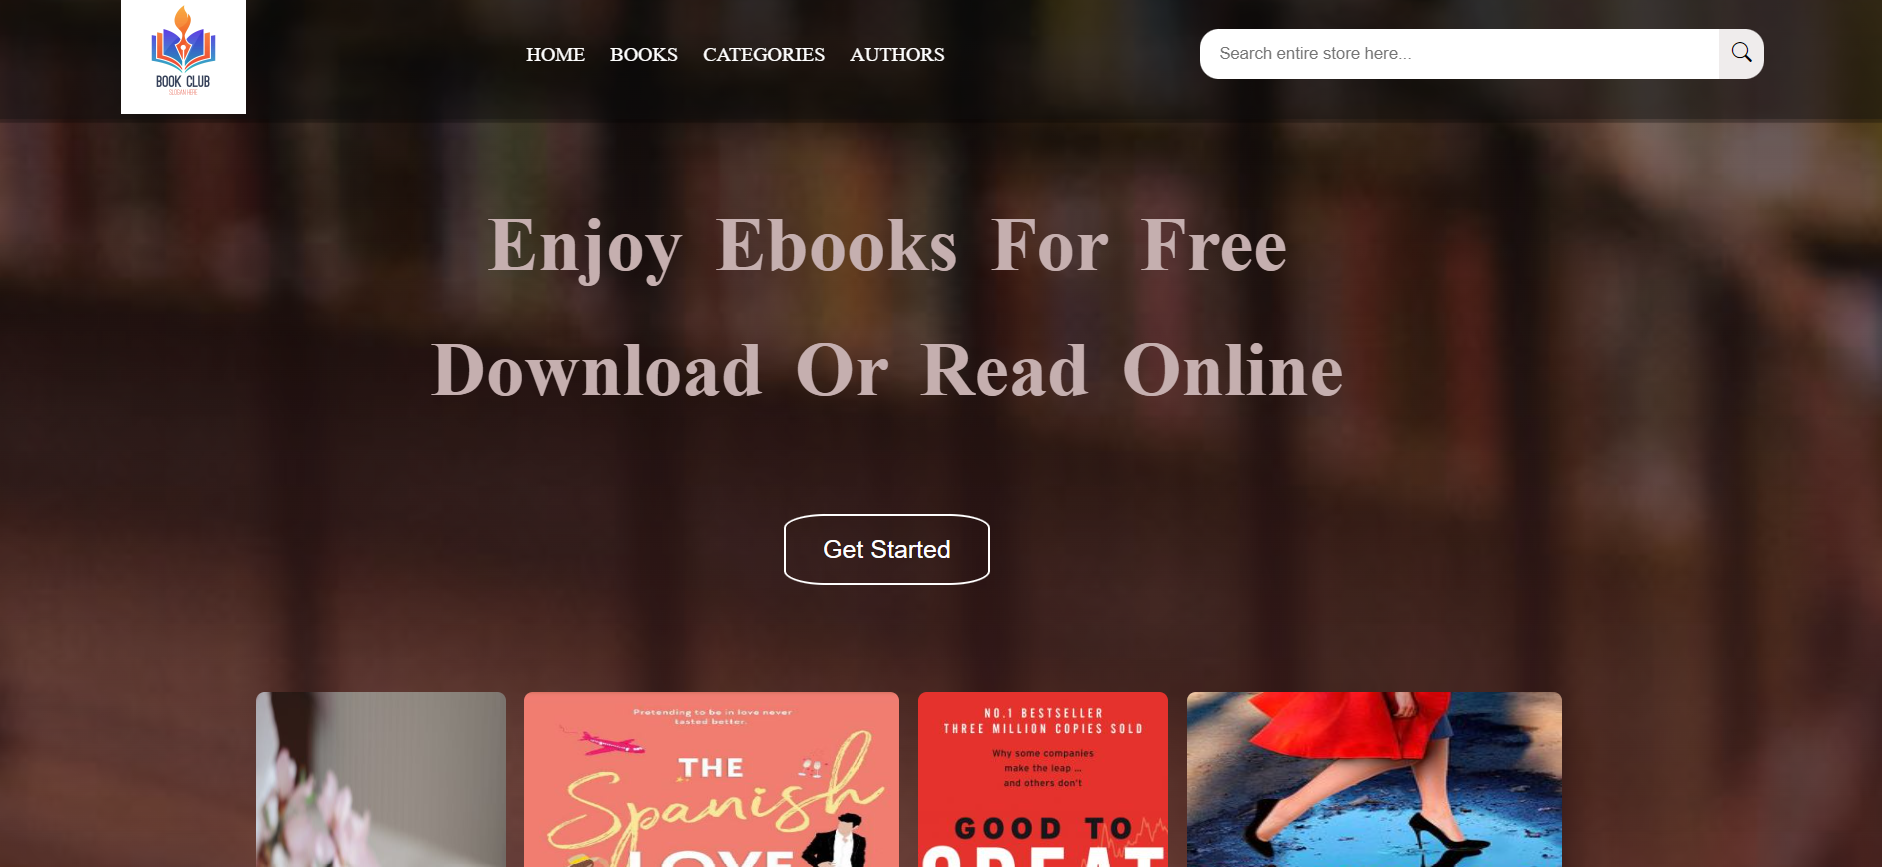 BOOK CLUB
SLOGAN HERE
HOME BOOKS CATEGORIES AUTHORS
Search entire store here...
Enjoy Ebooks For Free
Download Or Read Online
Get Started
Pretending to be in love never
tasted better.
THE
Spanish
LOVE
NO.1 BESTSELLER
THREE MILLION COPIES SOLD
Why some companies
make the leap ...
and others don't
GOOD TO
GREAT